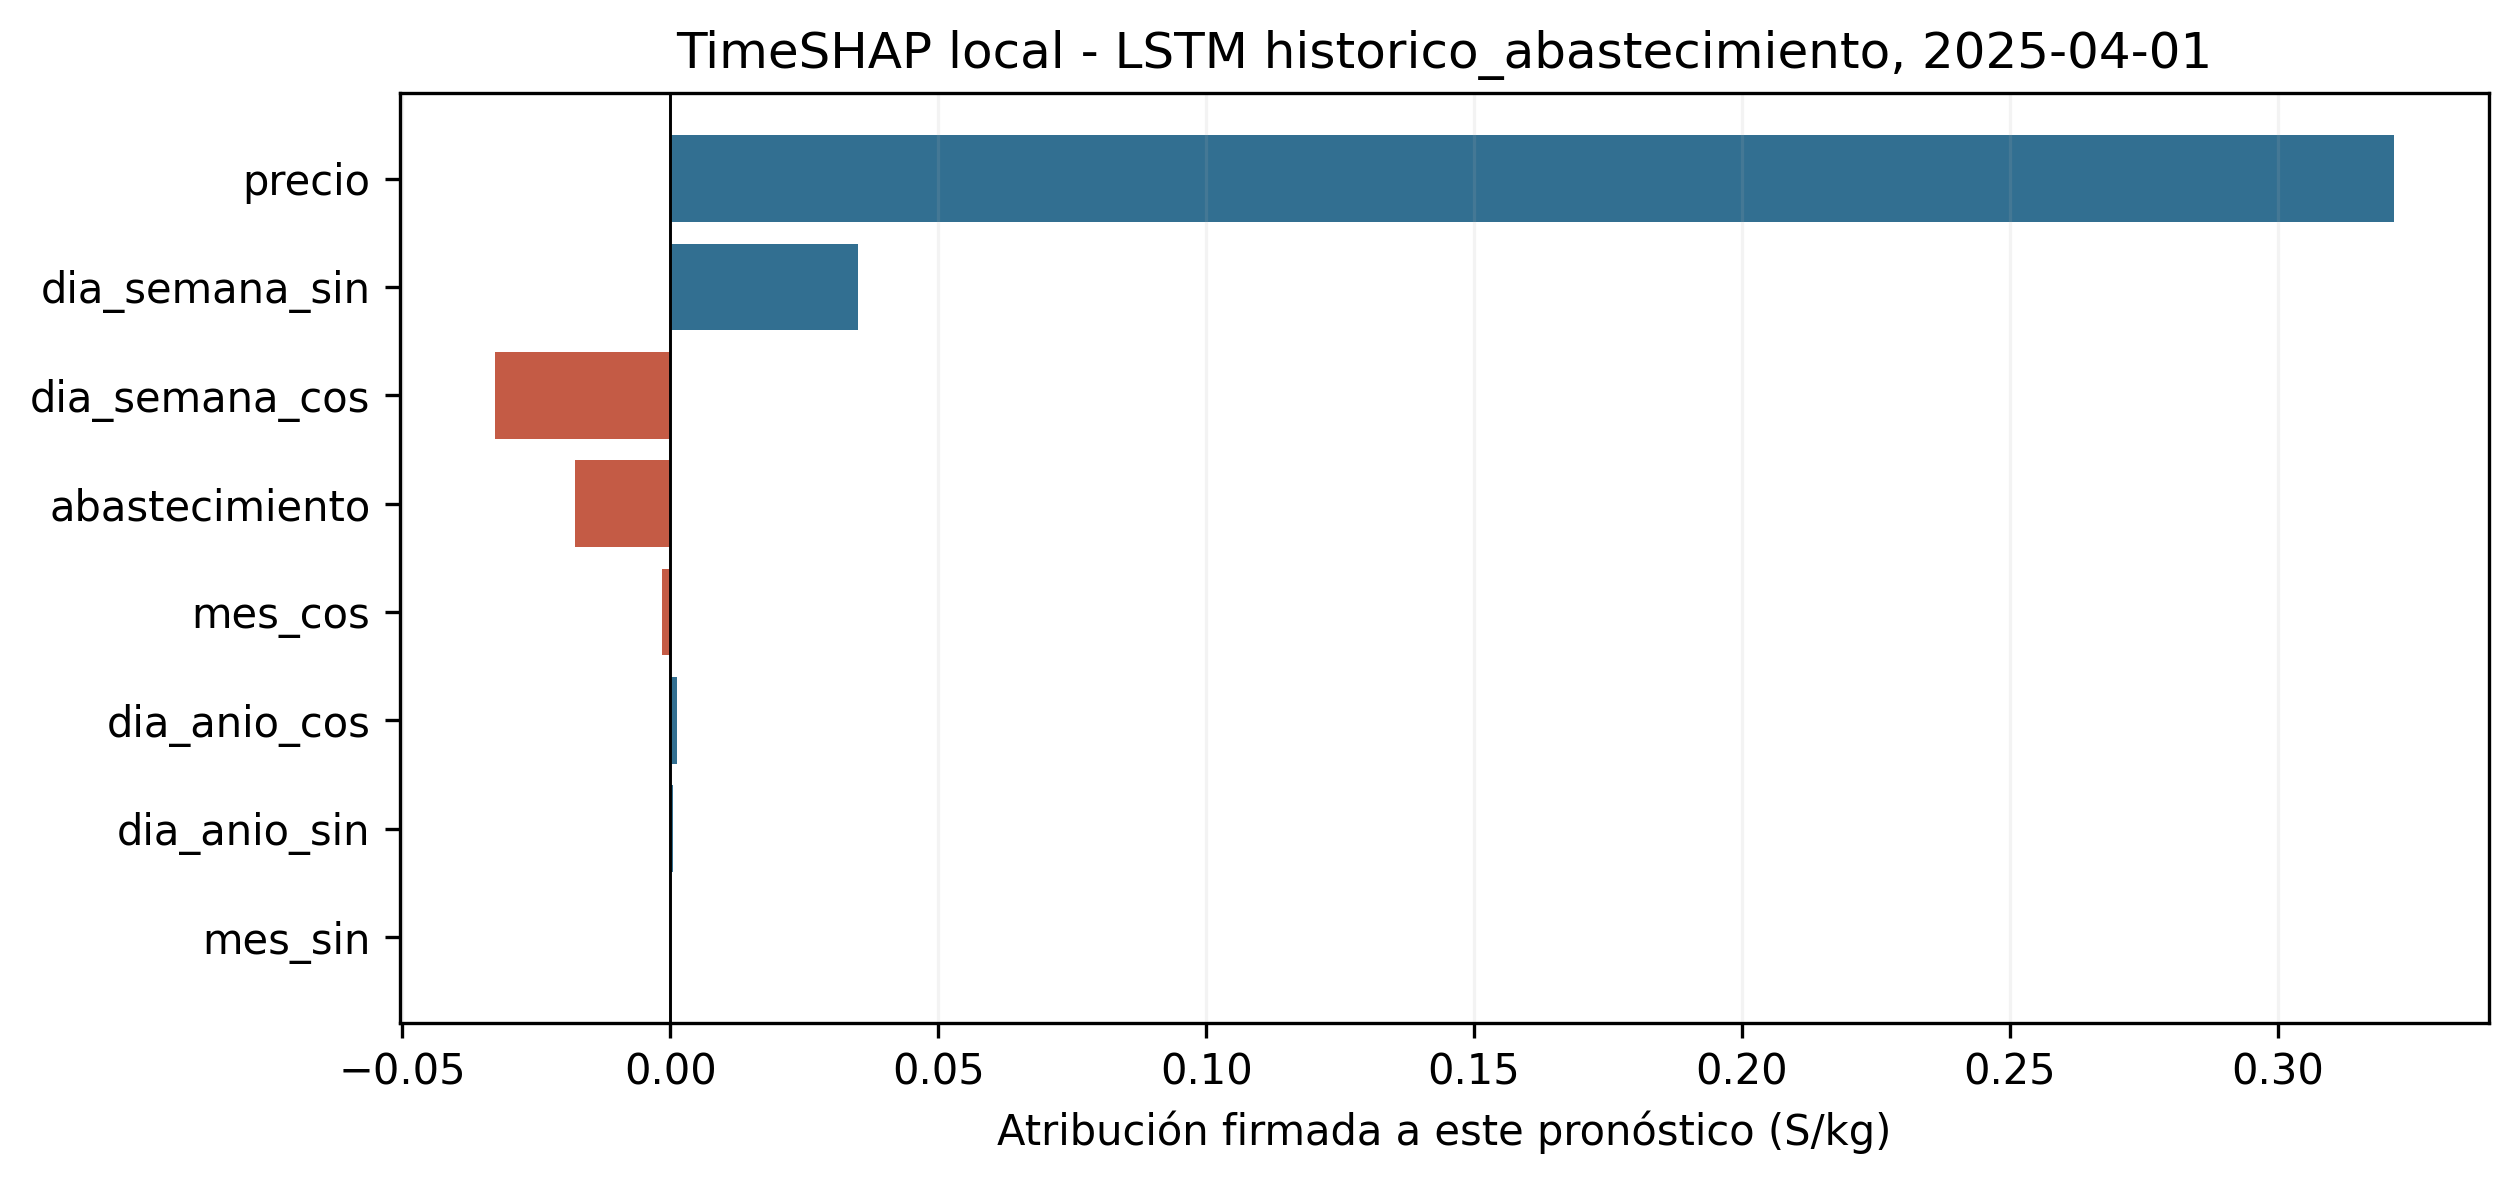 TimeSHAP local - LSTM historico_abastecimiento, 2025-04-01
precio
dia_semana_sin
dia_semana_cos
abastecimiento
mes_cos
dia_anio_cos
dia_anio_sin
mes_sin
−0.05 0.00 0.05 0.10 0.15 0.20 0.25 0.30
Atribución firmada a este pronóstico (S/kg)